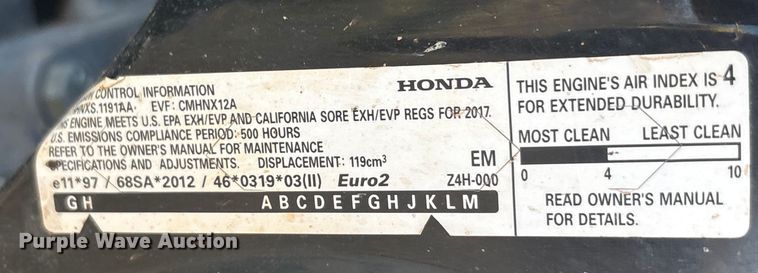 CONTROL INFORMATION
HNXS.1191AA· EVF: CMHNX12A
HONDA
ENGINE MEETS U.S. EPA EXH/EVP AND CALIFORNIA SORE EXH/EVP REGS FOR 2017.
U.S. EMISSIONS COMPLIANCE PERIOD: 500 HOURS
REFER TO THE OWNER'S MANUAL FOR MAINTENANCE
SPECIFICATIONS AND ADJUSTMENTS. DISPLACEMENT: 119cm³ EM
e11*97 / 68SA*2012 / 46*0319*03(II) Euro2 Z4H-0Q0
GH ABCDEFGHJKLM
THIS ENGINE'S AIR INDEX IS 4
FOR EXTENDED DURABILITY.
MOST CLEAN LEAST CLEAN
0 4 10
READ OWNER'S MANUAL
FOR DETAILS.
Purple Wave Auction